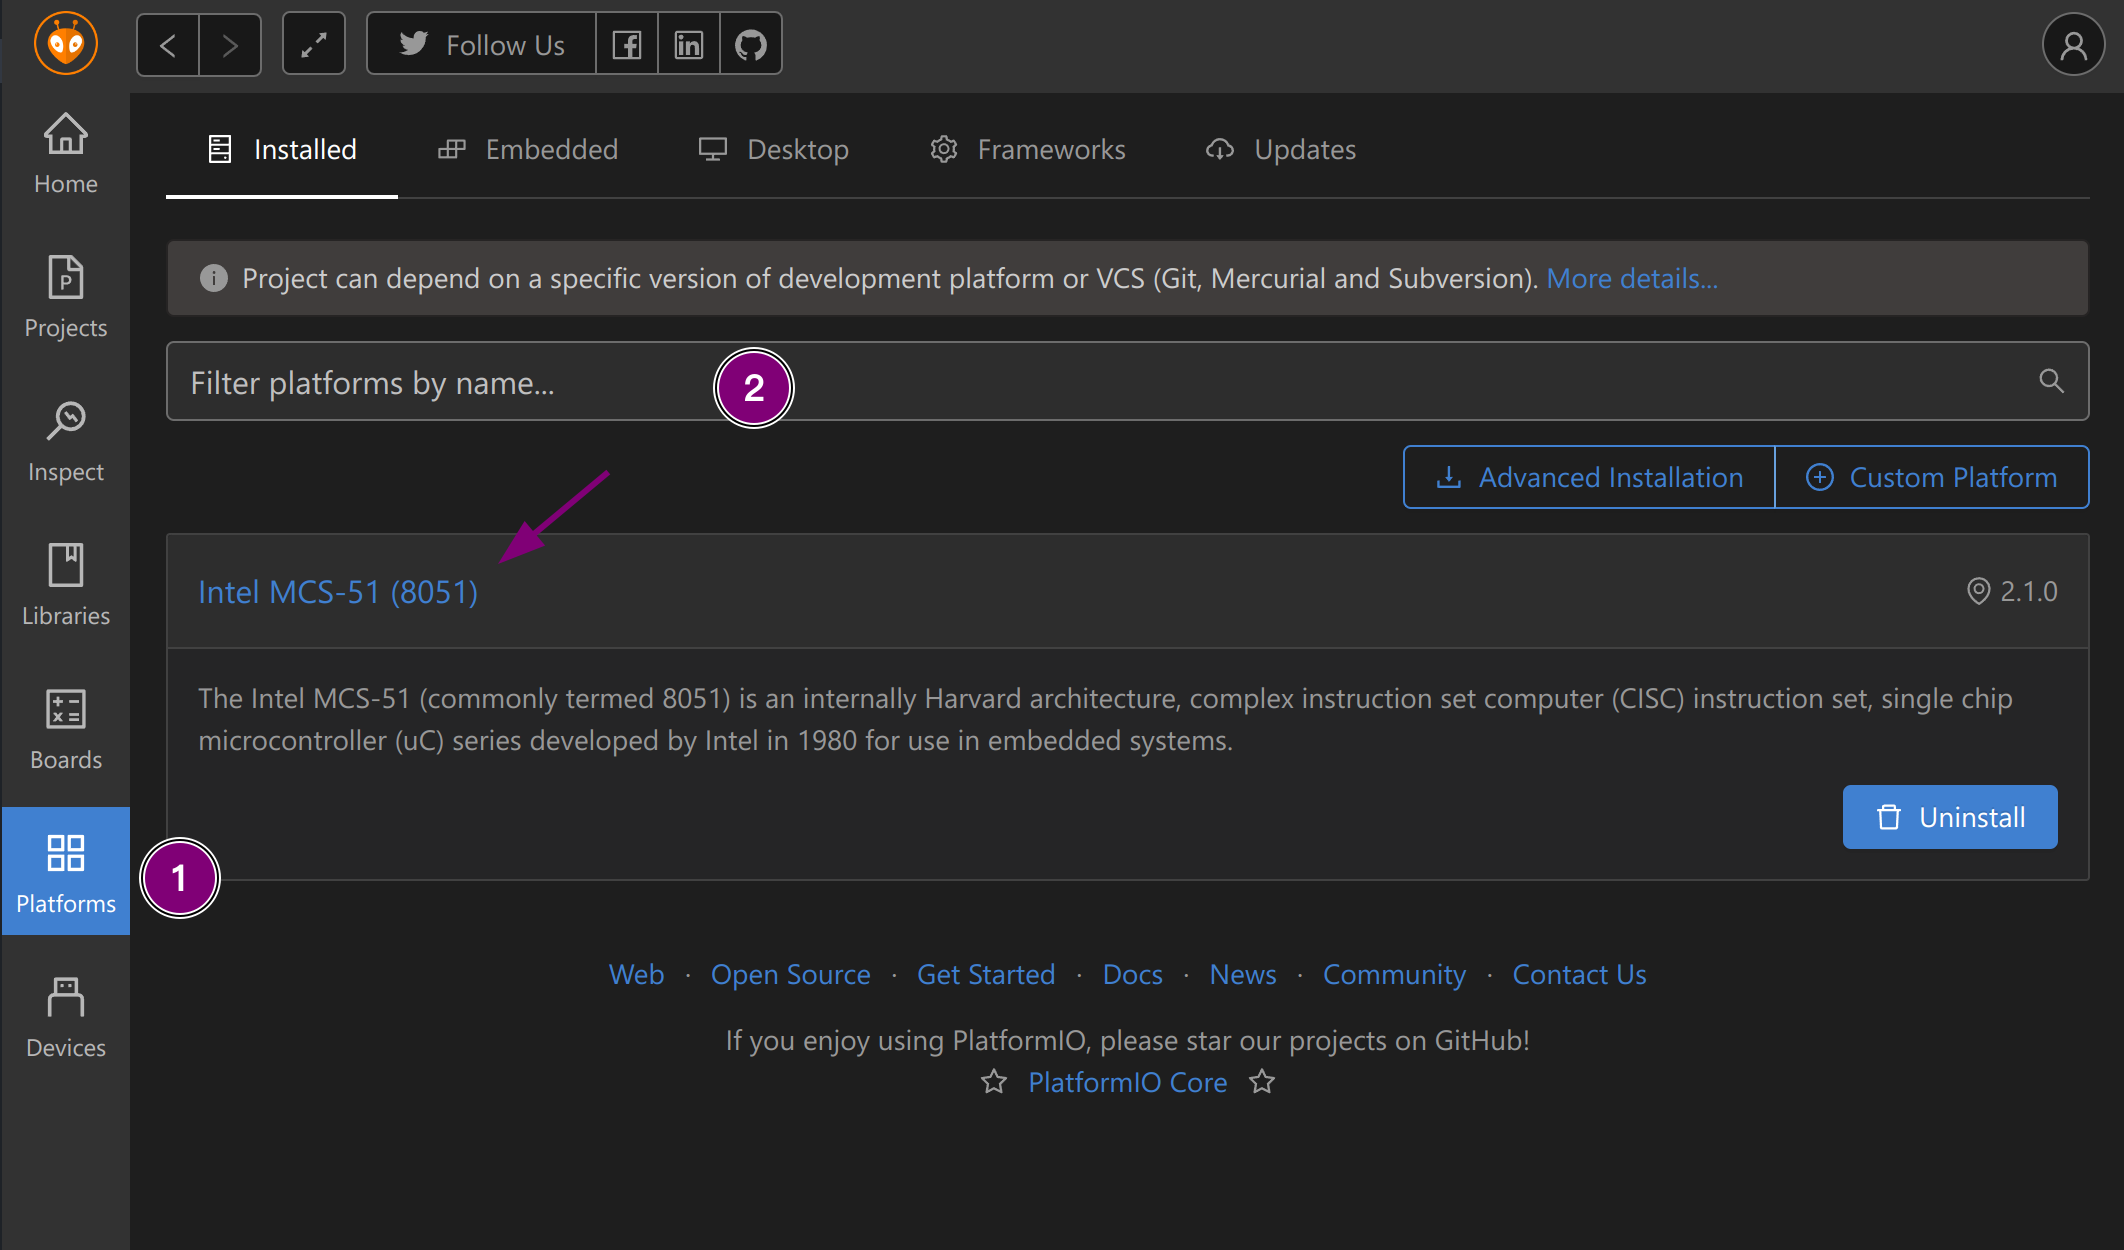 Follow Us
Home
Projects
Inspect
Libraries
Boards
Platforms
Devices
Installed
Embedded
Desktop
Frameworks
Updates
Project can depend on a specific version of development platform or VCS (Git, Mercurial and Subversion). More details...
Filter platforms by name...
2
Advanced Installation
Custom Platform
Intel MCS-51 (8051)
2.1.0
The Intel MCS-51 (commonly termed 8051) is an internally Harvard architecture, complex instruction set computer (CISC) instruction set, single chip
microcontroller (uC) series developed by Intel in 1980 for use in embedded systems.
Uninstall
1
Web · Open Source · Get Started · Docs · News · Community · Contact Us
If you enjoy using PlatformIO, please star our projects on GitHub!
PlatformIO Core